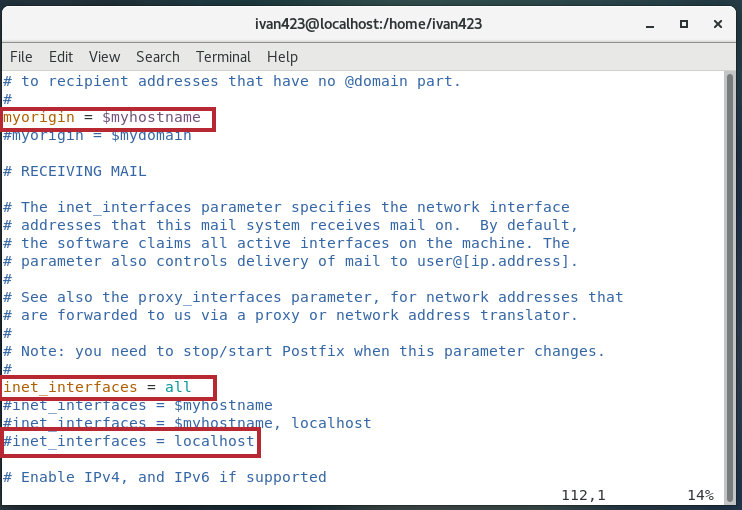 ivan423@localhost:/home/ivan423
File Edit View Search Terminal Help
# to recipient addresses that have no @domain part.
#
myorigin = $myhostname
#myorigin = $mydomain
# RECEIVING MAIL
# The inet_interfaces parameter specifies the network interface
# addresses that this mail system receives mail on.  By default,
# the software claims all active interfaces on the machine. The
# parameter also controls delivery of mail to user@[ip.address].
#
# See also the proxy_interfaces parameter, for network addresses that
# are forwarded to us via a proxy or network address translator.
#
# Note: you need to stop/start Postfix when this parameter changes.
#
inet_interfaces = all
#inet_interfaces = $myhostname
#inet_interfaces = $myhostname, localhost
#inet_interfaces = localhost
# Enable IPv4, and IPv6 if supported
112,1 14%